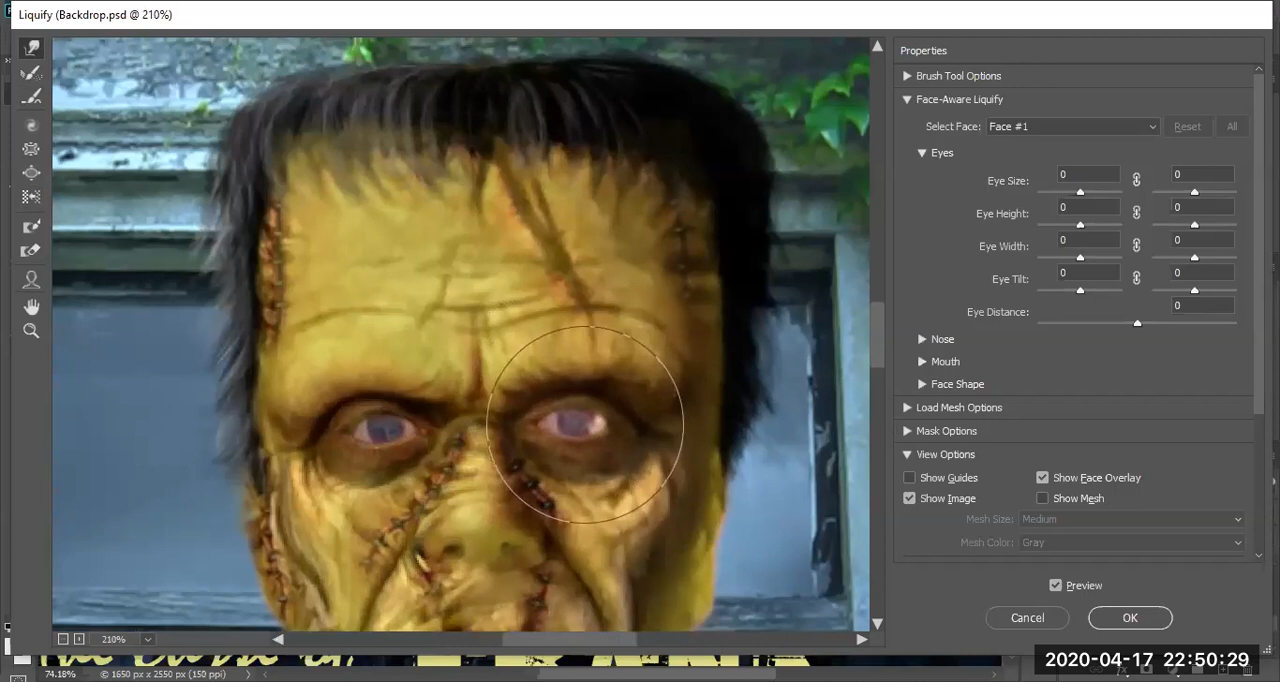 Liquify (Backdrop.psd @ 210%)
Properties
Brush Tool Options
Face-Aware Liquify
Select Face: Face #1 Reset All
Eyes
Eye Size: 0 0
Eye Height: 0 0
Eye Width: 0 0
Eye Tilt: 0 0
Eye Distance: 0
Nose
Mouth
Face Shape
Load Mesh Options
Mask Options
View Options
Show Guides Show Face Overlay
Show Image Show Mesh
Mesh Size: Medium
Mesh Color: Gray
Preview
Cancel OK
210%
2020-04-17 22:50:29
74.18% 1650 px x 2550 px (150 ppi)